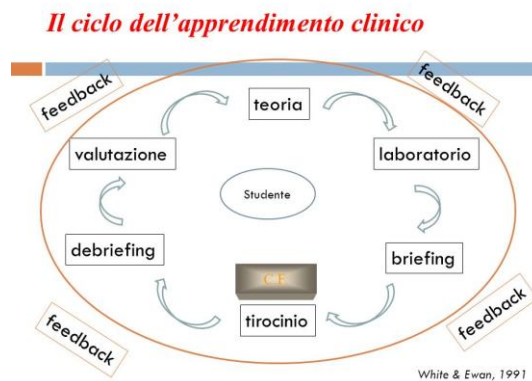 Il ciclo dell'apprendimento clinico
feedback
feedback
teoria
valutazione
laboratorio
Studente
debriefing
briefing
C E
tirocinio
feedback
feedback
White & Ewan, 1991